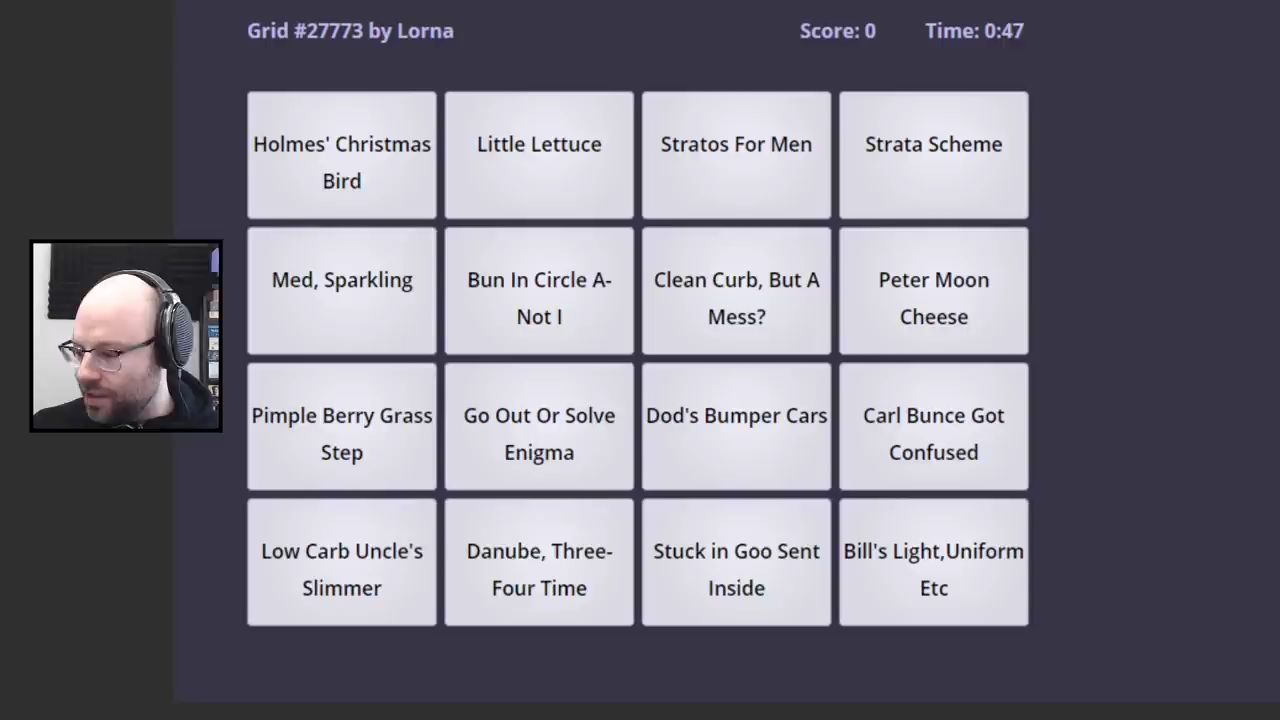 Grid #27773 by Lorna
Score: 0
Time: 0:47
Holmes' Christmas
Bird
Little Lettuce
Stratos For Men
Strata Scheme
Med, Sparkling
Bun In Circle A-
Not I
Clean Curb, But A
Mess?
Peter Moon
Cheese
Pimple Berry Grass
Step
Go Out Or Solve
Enigma
Dod's Bumper Cars
Carl Bunce Got
Confused
Low Carb Uncle's
Slimmer
Danube, Three-
Four Time
Stuck in Goo Sent
Inside
Bill's Light,Uniform
Etc